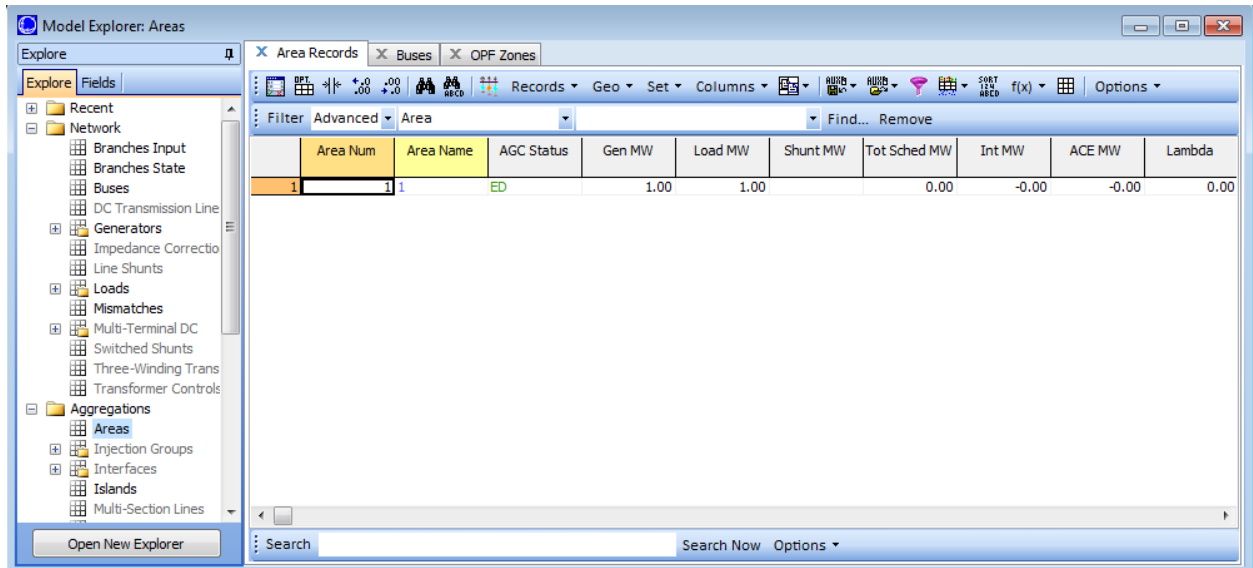 Model Explorer: Areas
Explore
Explore Fields
Recent
Network
Branches Input
Branches State
Buses
DC Transmission Line
Generators
Impedance Correctio
Line Shunts
Loads
Mismatches
Multi-Terminal DC
Switched Shunts
Three-Winding Trans
Transformer Controls
Aggregations
Areas
Injection Groups
Interfaces
Islands
Multi-Section Lines
Open New Explorer
Area Records Buses OPF Zones
Records Geo Set Columns SORT 124 ABED f(x) Options
Filter Advanced Area Find... Remove
Area Num Area Name AGC Status Gen MW Load MW Shunt MW Tot Sched MW Int MW ACE MW Lambda
1 1 1 ED 1.00 1.00 0.00 -0.00 -0.00 0.00
Search Search Now Options